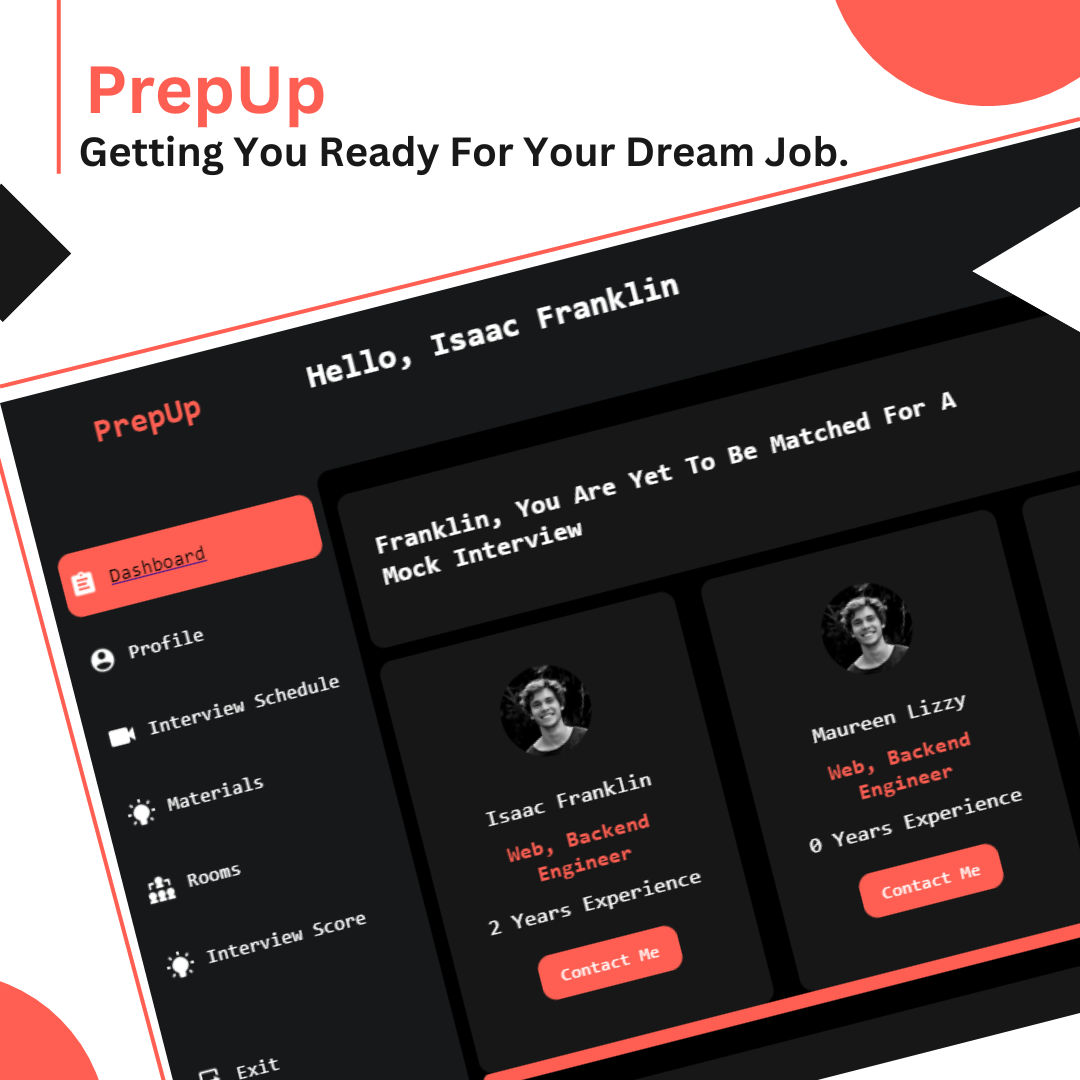 PrepUp
Getting You Ready For Your Dream Job.
Hello, Isaac Franklin
PrepUp
Franklin, You Are Yet To Be Matched For A
Mock Interview
Dashboard
Profile
Interview Schedule
Materials
Rooms
Interview Score
Exit
Isaac Franklin
Web, Backend
Engineer
2 Years Experience
Contact Me
Maureen Lizzy
Web, Backend
Engineer
0 Years Experience
Contact Me